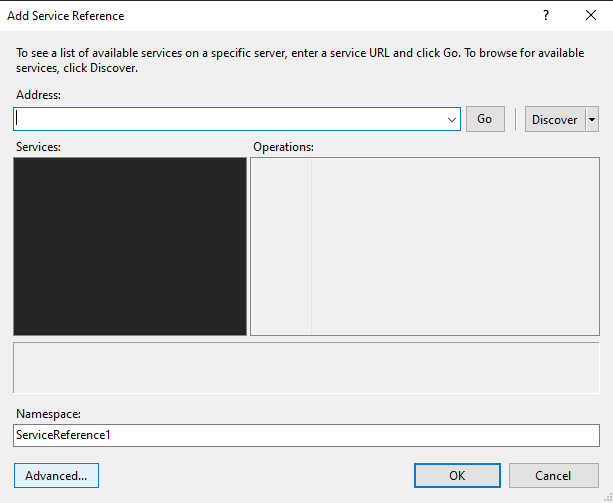 Add Service Reference
To see a list of available services on a specific server, enter a service URL and click Go. To browse for available
services, click Discover.
Address:
Go
Discover
Services:
Operations:
Namespace:
ServiceReference1
Advanced...
OK
Cancel